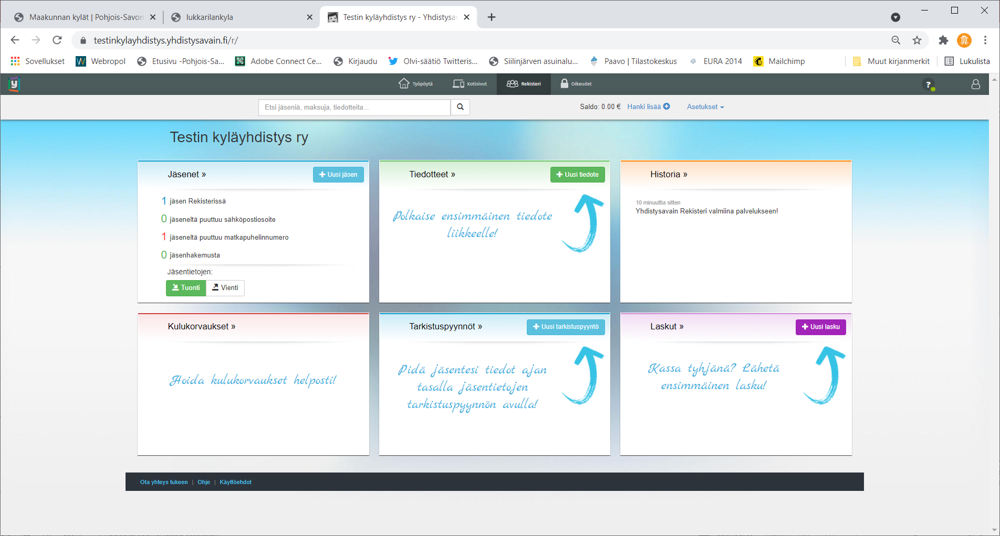 Maakunnan kylät | Pohjois-Savon
lukkarilankyla
Testin kyläyhdistys ry - Yhdistysav
testinkylayhdistys.yhdistysavain.fi/r/
Sovellukset
Webropol
Etusivu -Pohjois-Sa...
Adobe Connect Ce...
Kirjaudu
Olvi-säätiö Twitteris...
Siilinjärven asuinalu...
Paavo | Tilastokeskus
EURA 2014
Mailchimp
Muut kirjanmerkit
Lukulista
y
Työpöytä
Kotisivut
Rekisteri
Oikeudet
?
Etsi jäseniä, maksuja, tiedotteita...
Saldo: 0.00 €
Hanki lisää
Asetukset
Testin kyläyhdistys ry
Jäsenet »
Uusi jäsen
1 jäsen Rekisterissä
0 jäseneltä puuttuu sähköpostiosoite
1 jäseneltä puuttuu matkapuhelinnumero
0 jäsenhakemusta
Jäsentietojen:
Tuonti
Vienti
Tiedotteet »
Uusi tiedote
Polkaise ensimmäinen tiedote
liikkeelle!
Historia »
10 minuuttia sitten
Yhdistysavain Rekisteri valmiina palvelukseen!
Kulukorvaukset »
Hoida kulukorvaukset helposti!
Tarkistuspyynnöt »
Uusi tarkistuspyyntö
Pidä jäsentesi tiedot ajan
tasalla jäsentietojen
tarkistuspyynnön avulla!
Laskut »
Uusi lasku
Kassa tyhjänä? Lähetä
ensimmäinen lasku!
Ota yhteys tukeen | Ohje | Käyttöehdot